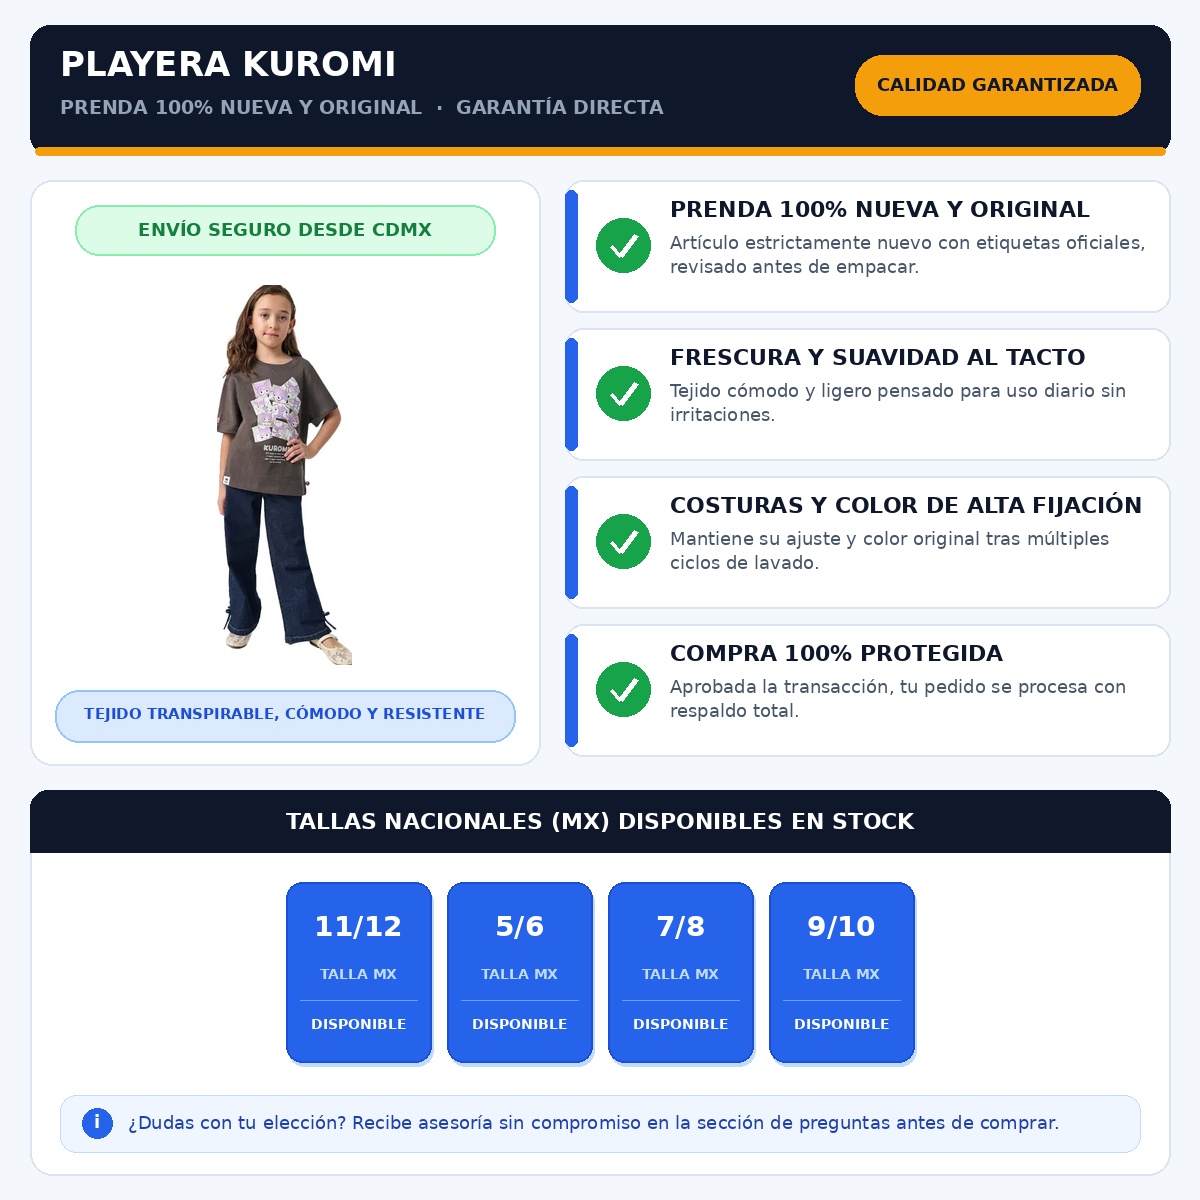 PLAYERA KUROMI
PRENDA 100% NUEVA Y ORIGINAL · GARANTÍA DIRECTA
CALIDAD GARANTIZADA
ENVÍO SEGURO DESDE CDMX
KUROMI
TEJIDO TRANSPIRABLE, CÓMODO Y RESISTENTE
PRENDA 100% NUEVA Y ORIGINAL
Artículo estrictamente nuevo con etiquetas oficiales,
revisado antes de empacar.
FRESCURA Y SUAVIDAD AL TACTO
Tejido cómodo y ligero pensado para uso diario sin
irritaciones.
COSTURAS Y COLOR DE ALTA FIJACIÓN
Mantiene su ajuste y color original tras múltiples
ciclos de lavado.
COMPRA 100% PROTEGIDA
Aprobada la transacción, tu pedido se procesa con
respaldo total.
TALLAS NACIONALES (MX) DISPONIBLES EN STOCK
11/12
TALLA MX
DISPONIBLE
5/6
TALLA MX
DISPONIBLE
7/8
TALLA MX
DISPONIBLE
9/10
TALLA MX
DISPONIBLE
i
¿Dudas con tu elección? Recibe asesoría sin compromiso en la sección de preguntas antes de comprar.